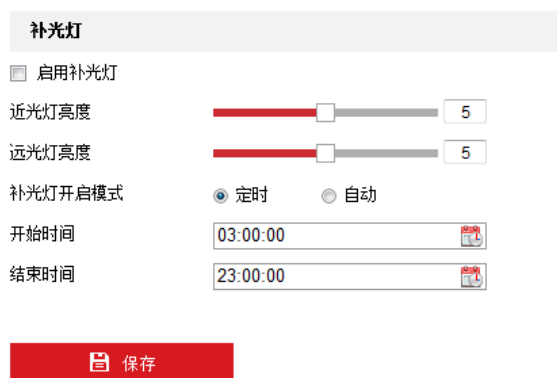 补光灯
启用补光灯
近光灯亮度 5
远光灯亮度 5
补光灯开启模式 定时 自动
开始时间 03:00:00
结束时间 23:00:00
保存